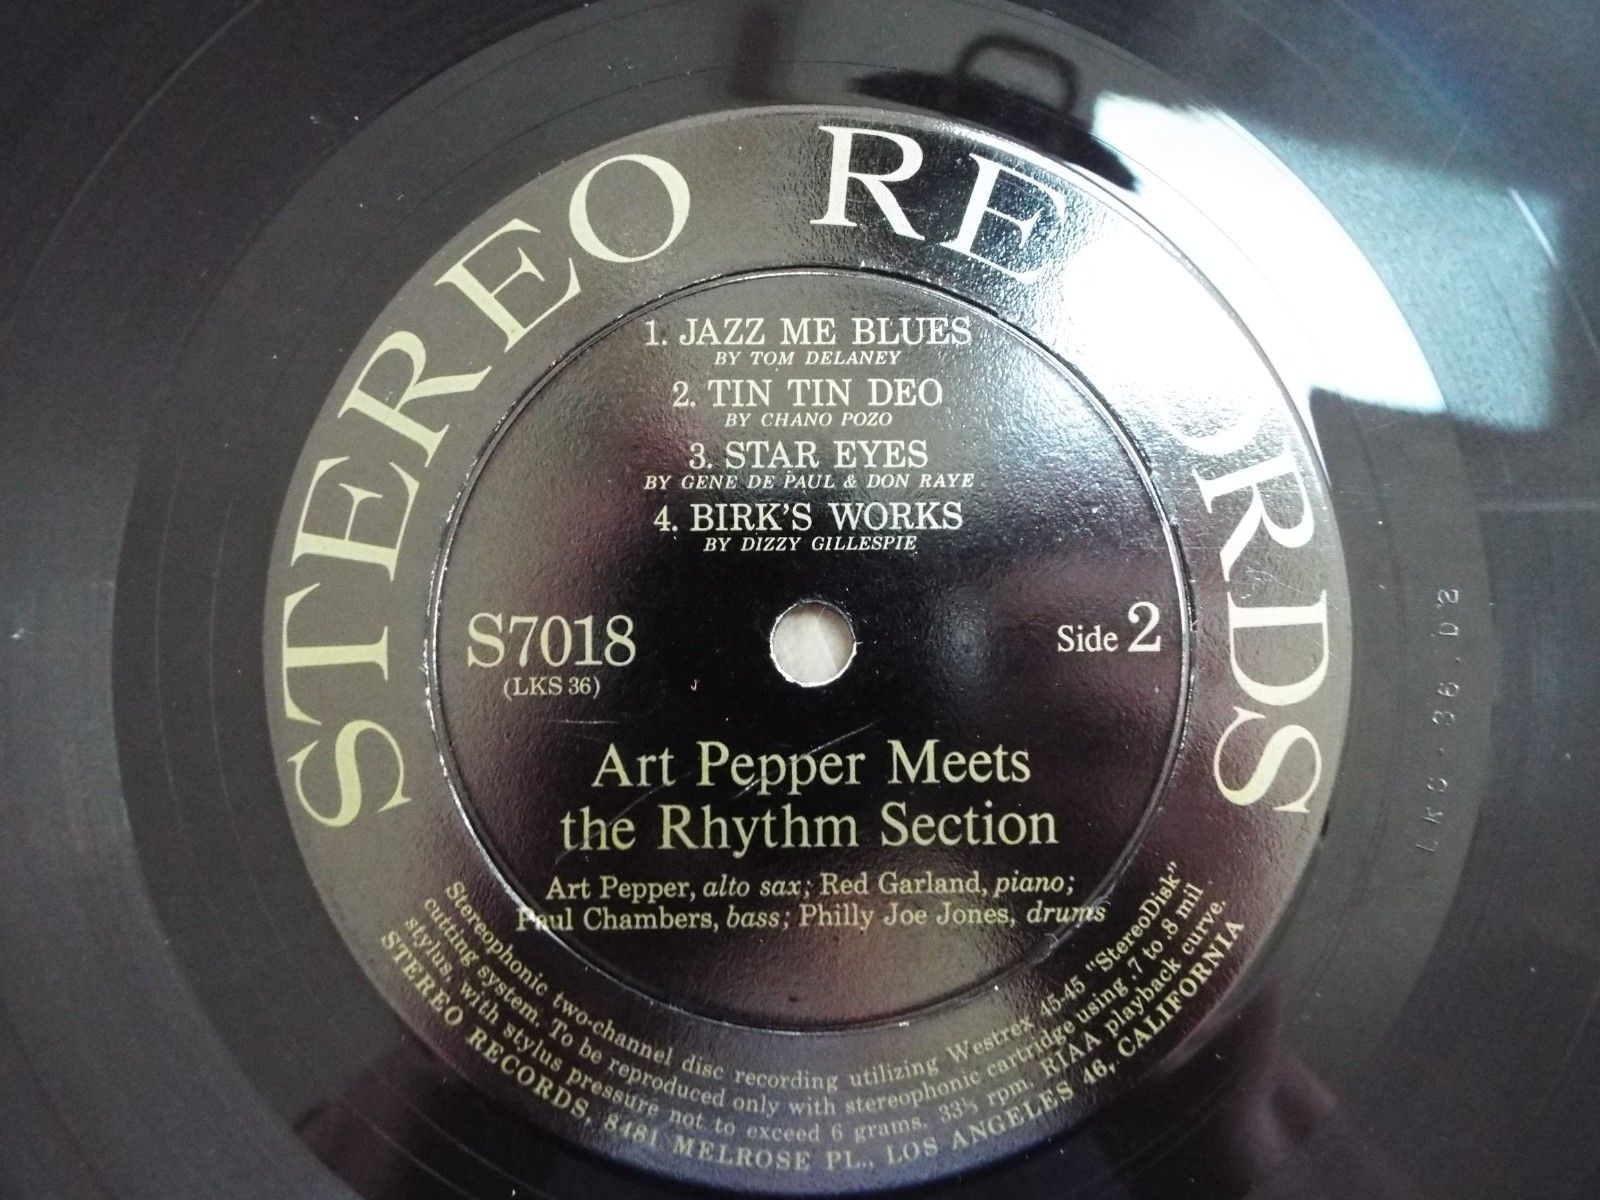 STEREO RECORDS
1. JAZZ ME BLUES
BY TOM DELANEY
2. TIN TIN DEO
BY CHANO POZO
3. STAR EYES
BY GENE DE PAUL & DON RAYE
4. BIRK'S WORKS
BY DIZZY GILLESPIE
S7018
(LKS 36)
Side 2
Art Pepper Meets
the Rhythm Section
Art Pepper, alto sax; Red Garland, piano;
Paul Chambers, bass; Philly Joe Jones, drums
Stereophonic two-channel disc recording utilizing Westrex 45-45 "StereoDisk"
cutting system. To be reproduced only with stereophonic cartridge using .7 to .8 mil
stylus, with stylus pressure not to exceed 6 grams. 33⅓ rpm. RIAA playback curve.
STEREO RECORDS, 8481 MELROSE PL., LOS ANGELES 46, CALIFORNIA